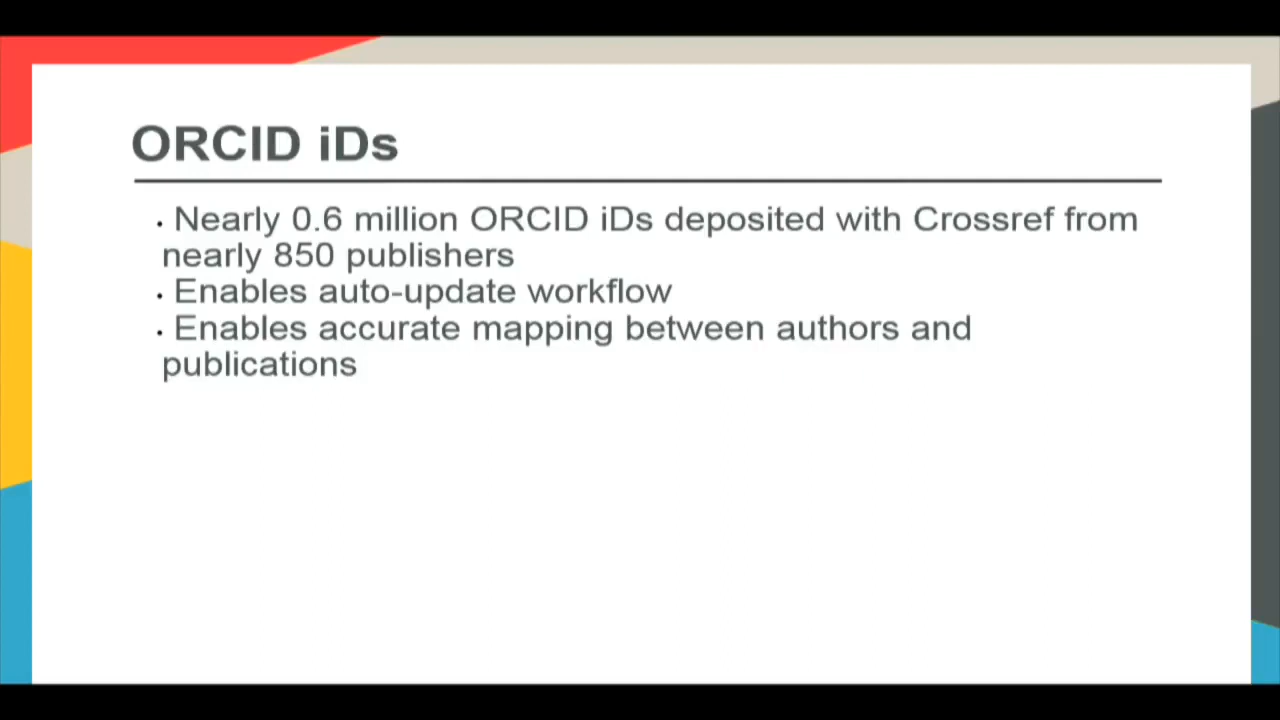 ORCID iDs
· Nearly 0.6 million ORCID iDs deposited with Crossref from
nearly 850 publishers
· Enables auto-update workflow
· Enables accurate mapping between authors and
publications